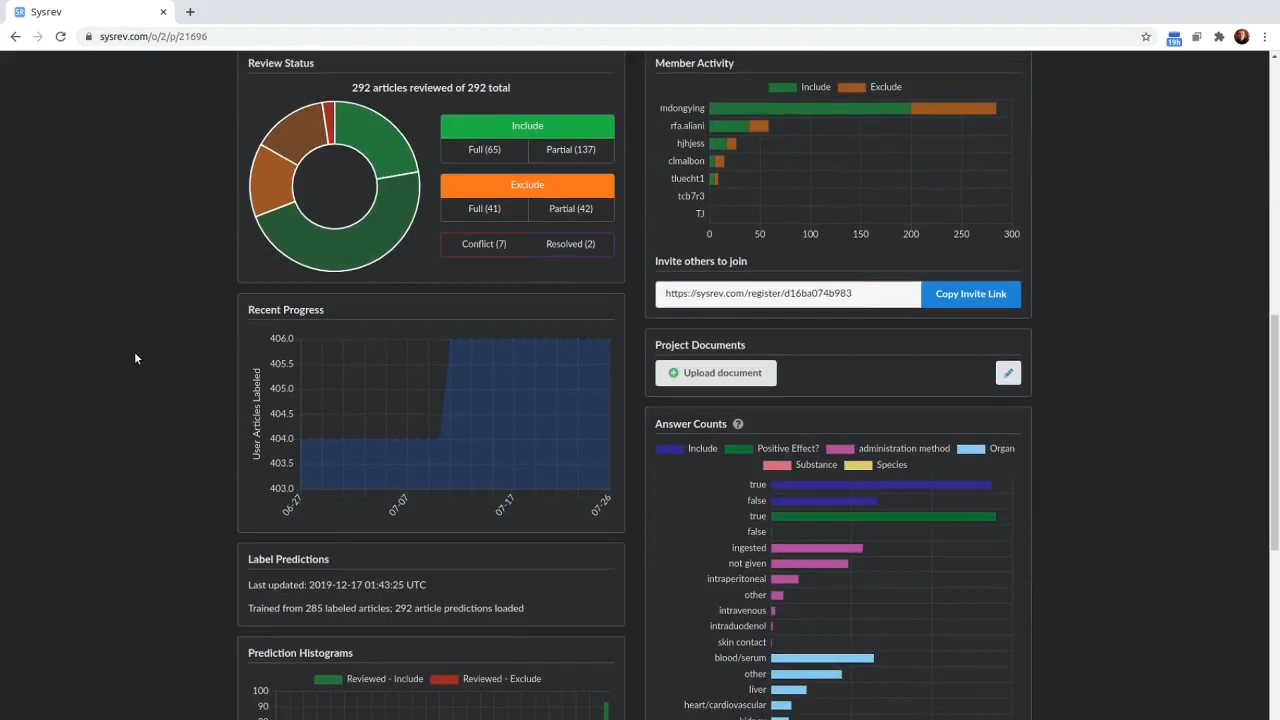 Sysrev
sysrev.com/o/2/p/21696
19b
Review Status
292 articles reviewed of 292 total
Include
Full (65) Partial (137)
Exclude
Full (41) Partial (42)
Conflict (7) Resolved (2)
Recent Progress
406.0
405.5
405.0
404.5
404.0
403.5
403.0
User Articles Labeled
06-27 07-07 07-17 07-26
Label Predictions
Last updated: 2019-12-17 01:43:25 UTC
Trained from 285 labeled articles; 292 article predictions loaded
Prediction Histograms
Reviewed - Include Reviewed - Exclude
100
90
Member Activity
Include Exclude
mdongying
rfa.aliani
hjhjess
clmalbon
tluecht1
tcb7r3
TJ
0 50 100 150 200 250 300
Invite others to join
https://sysrev.com/register/d16ba074b983 Copy Invite Link
Project Documents
Upload document
Answer Counts ?
Include Positive Effect? administration method Organ
Substance Species
true
false
true
false
ingested
not given
intraperitoneal
other
intravenous
intraduodenol
skin contact
blood/serum
other
liver
heart/cardiovascular